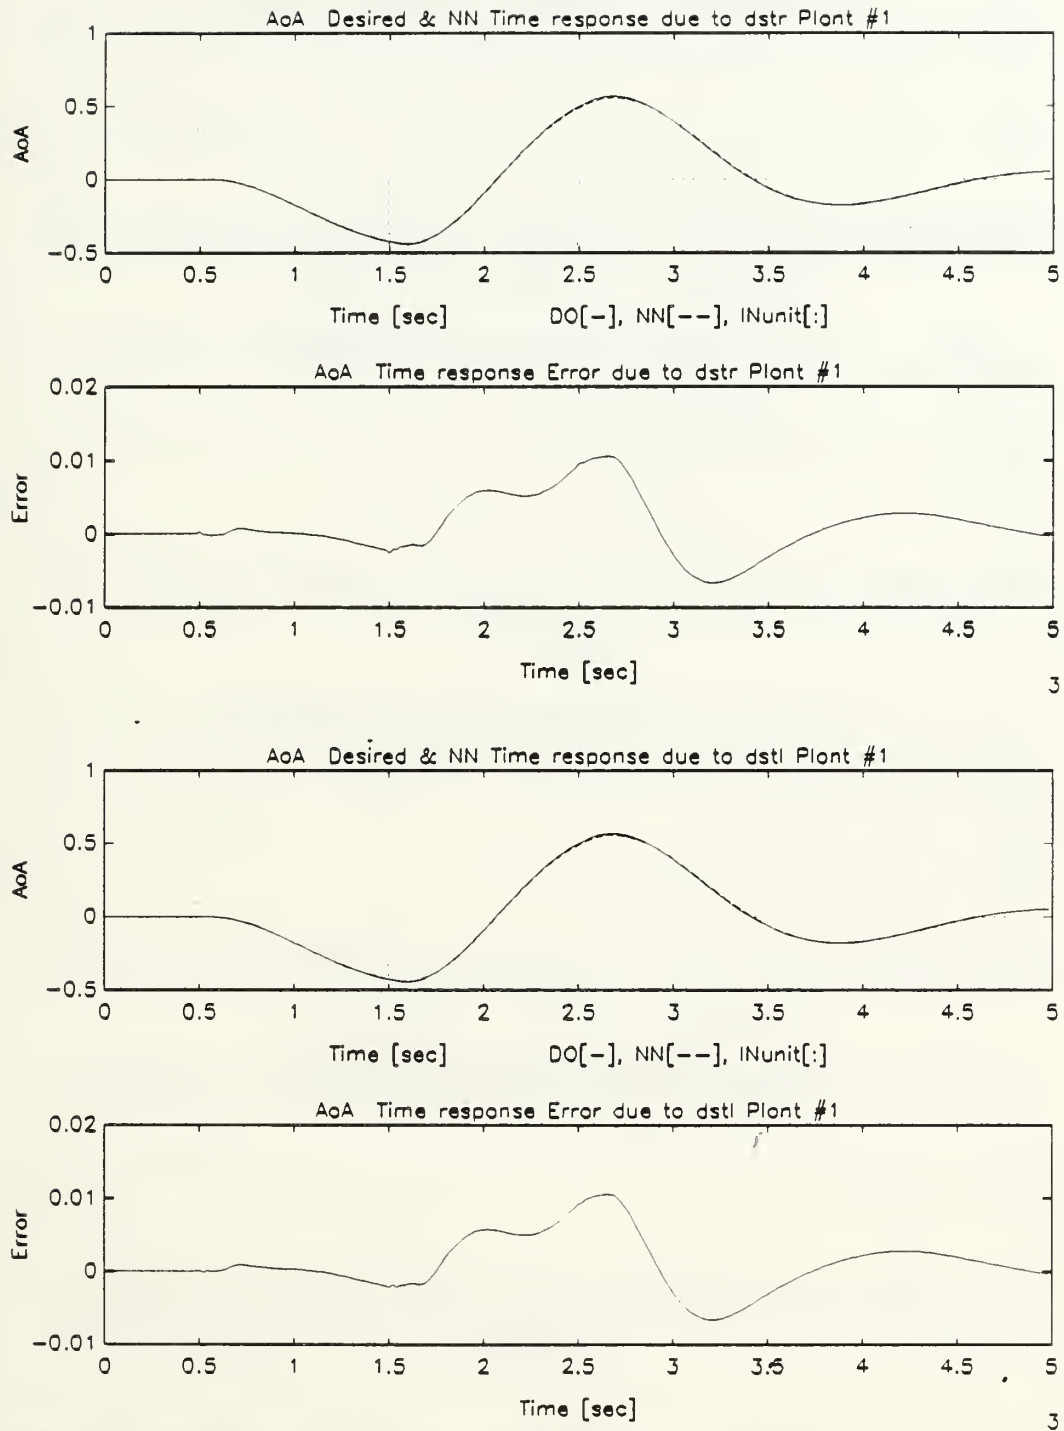 AoA Desired & NN Time response due to dstr Plant #1
1
0.5
0
-0.5
AoA
0 0.5 1 1.5 2 2.5 3 3.5 4 4.5 5
Time [sec] DO[-], NN[--], INunit[:]
AoA Time response Error due to dstr Plant #1
0.02
0.01
0
-0.01
Error
0 0.5 1 1.5 2 2.5 3 3.5 4 4.5 5
Time [sec]
3
AoA Desired & NN Time response due to dstl Plant #1
1
0.5
0
-0.5
AoA
0 0.5 1 1.5 2 2.5 3 3.5 4 4.5 5
Time [sec] DO[-], NN[--], INunit[:]
AoA Time response Error due to dstl Plant #1
0.02
0.01
0
-0.01
Error
0 0.5 1 1.5 2 2.5 3 3.5 4 4.5 5
Time [sec]
3